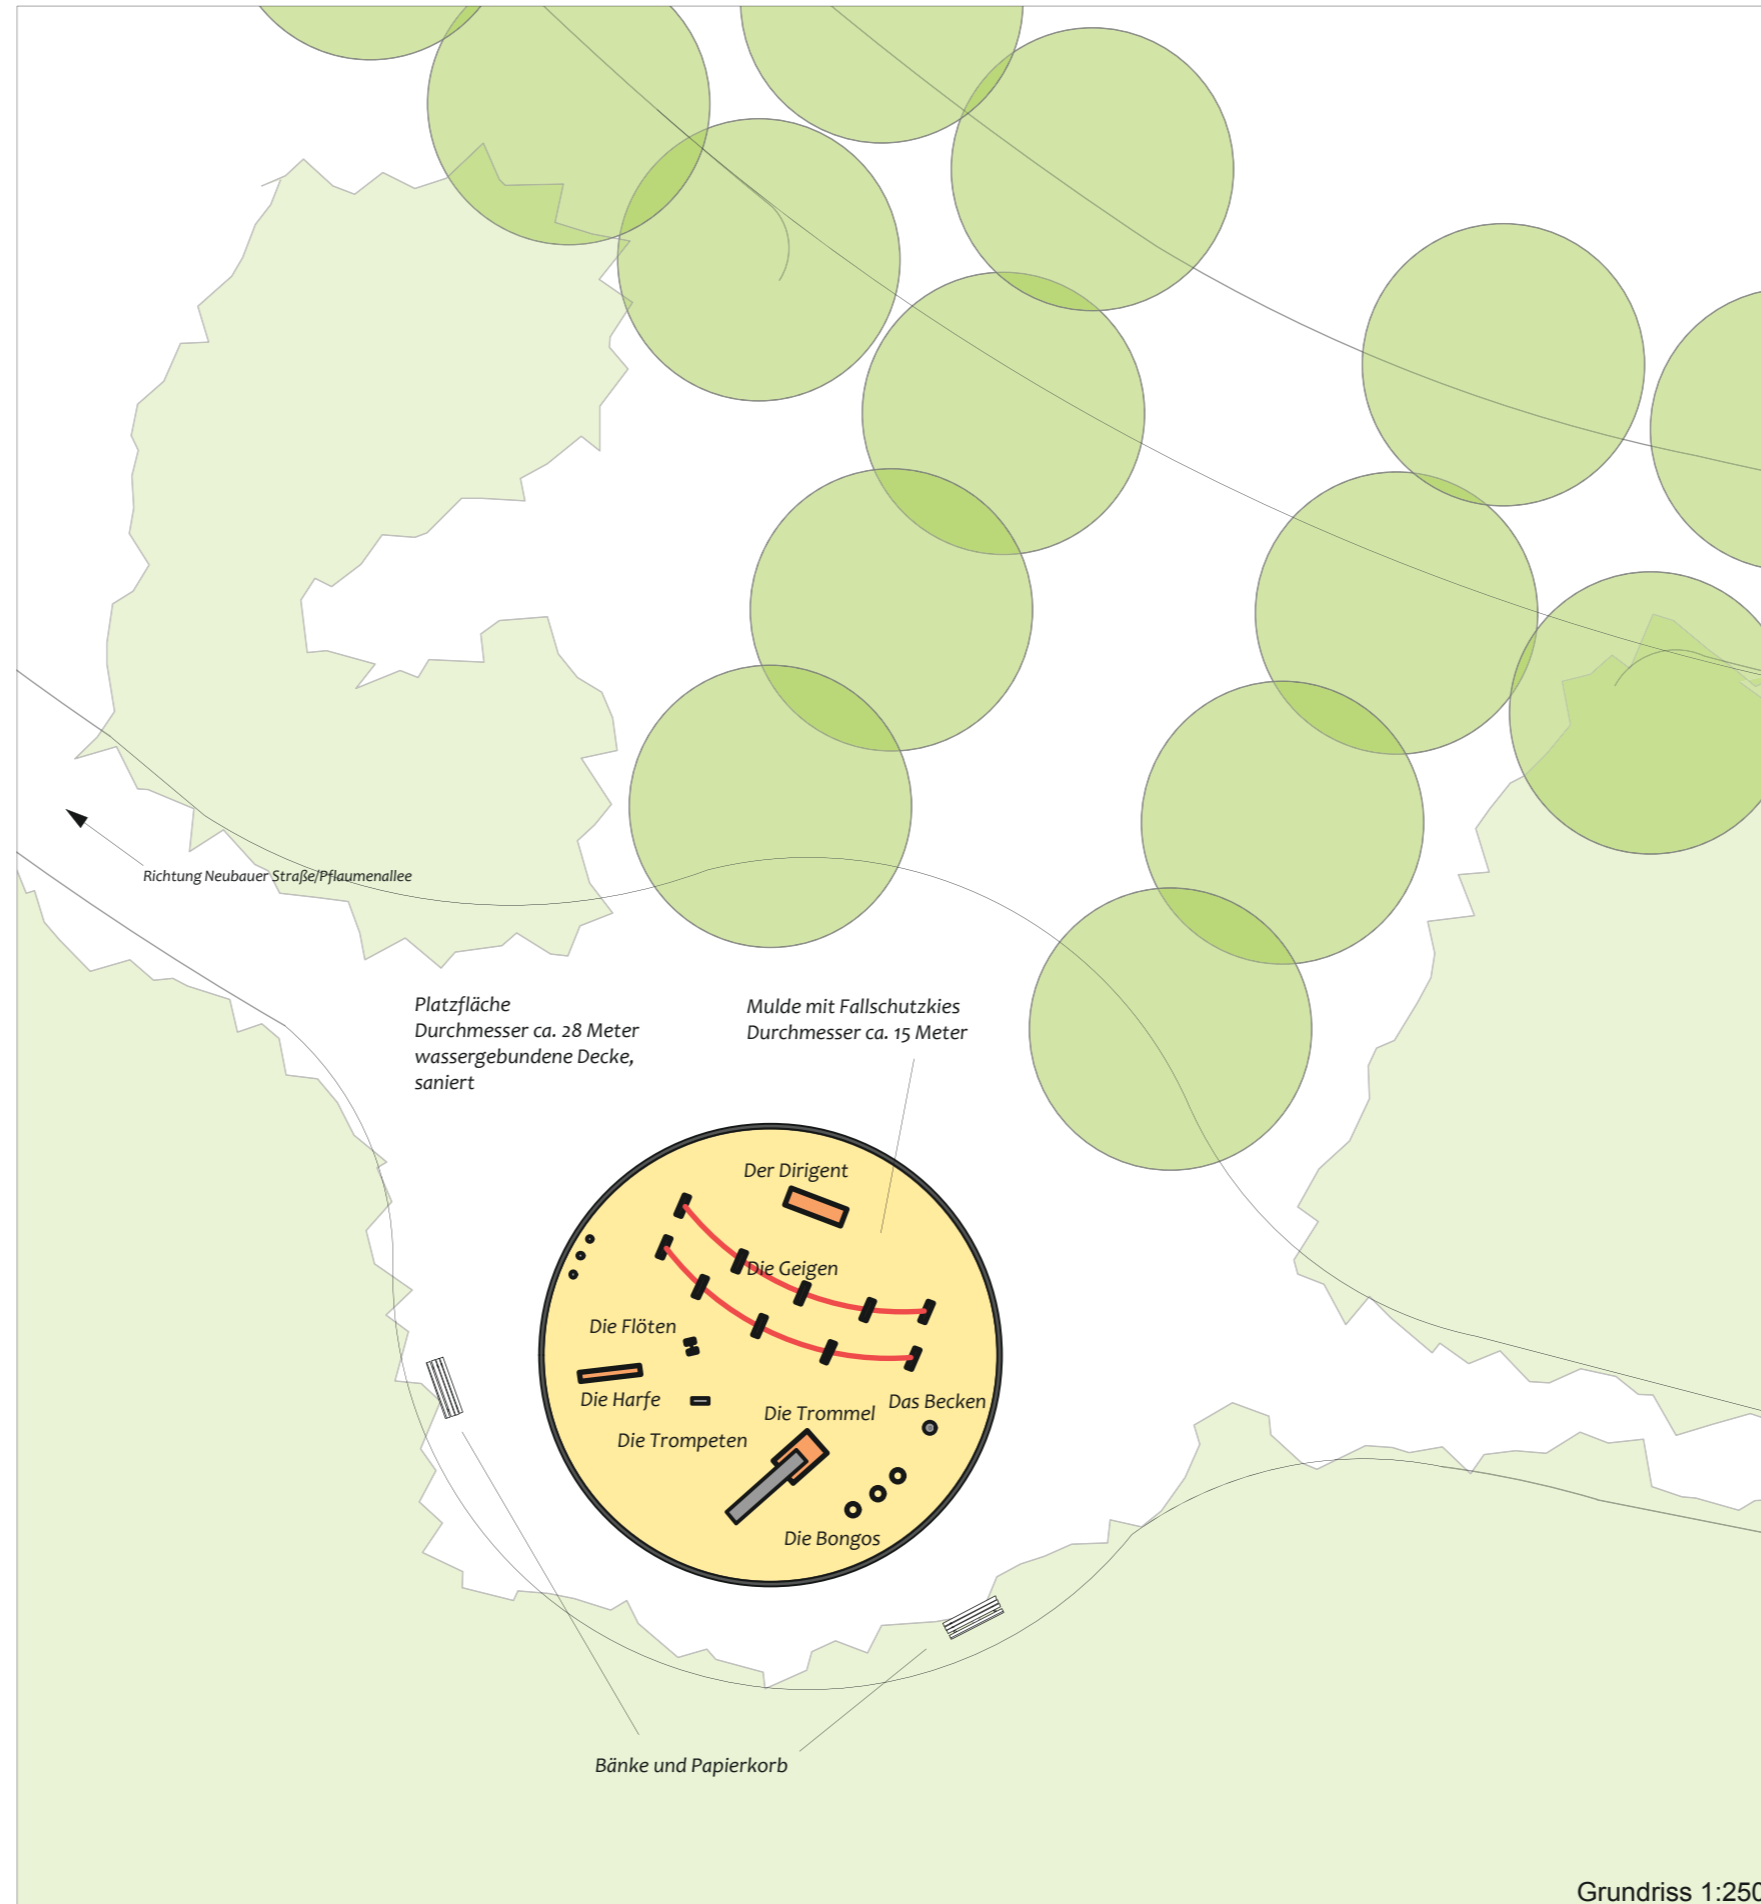 Richtung Neubauer Straße/Pflaumenallee
Platzfläche
Durchmesser ca. 28 Meter
wassergebundene Decke,
saniert
Mulde mit Fallschutzkies
Durchmesser ca. 15 Meter
Der Dirigent
Die Geigen
Die Flöten
Die Harfe
Das Becken
Die Trommel
Die Trompeten
Die Bongos
Bänke und Papierkorb
Grundriss 1:250